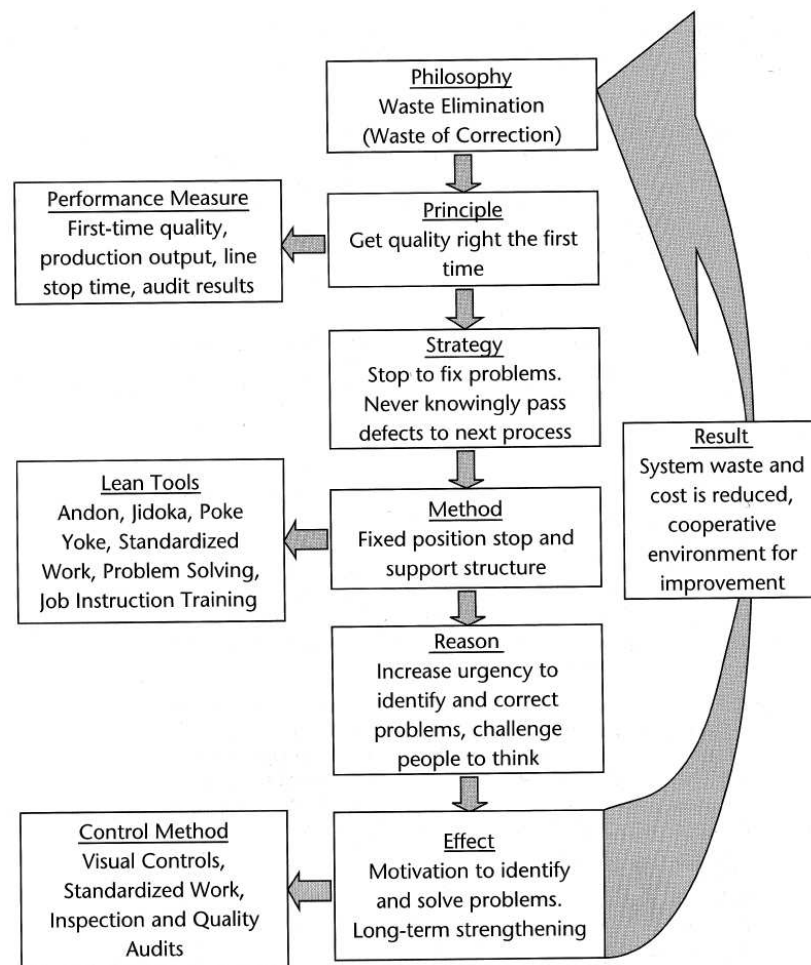 Philosophy
Waste Elimination
(Waste of Correction)
Performance Measure
First-time quality,
production output, line
stop time, audit results
Principle
Get quality right the first
time
Strategy
Stop to fix problems.
Never knowingly pass
defects to next process
Result
System waste and
cost is reduced,
cooperative
environment for
improvement
Lean Tools
Andon, Jidoka, Poke
Yoke, Standardized
Work, Problem Solving,
Job Instruction Training
Method
Fixed position stop and
support structure
Reason
Increase urgency to
identify and correct
problems, challenge
people to think
Control Method
Visual Controls,
Standardized Work,
Inspection and Quality
Audits
Effect
Motivation to identify
and solve problems.
Long-term strengthening